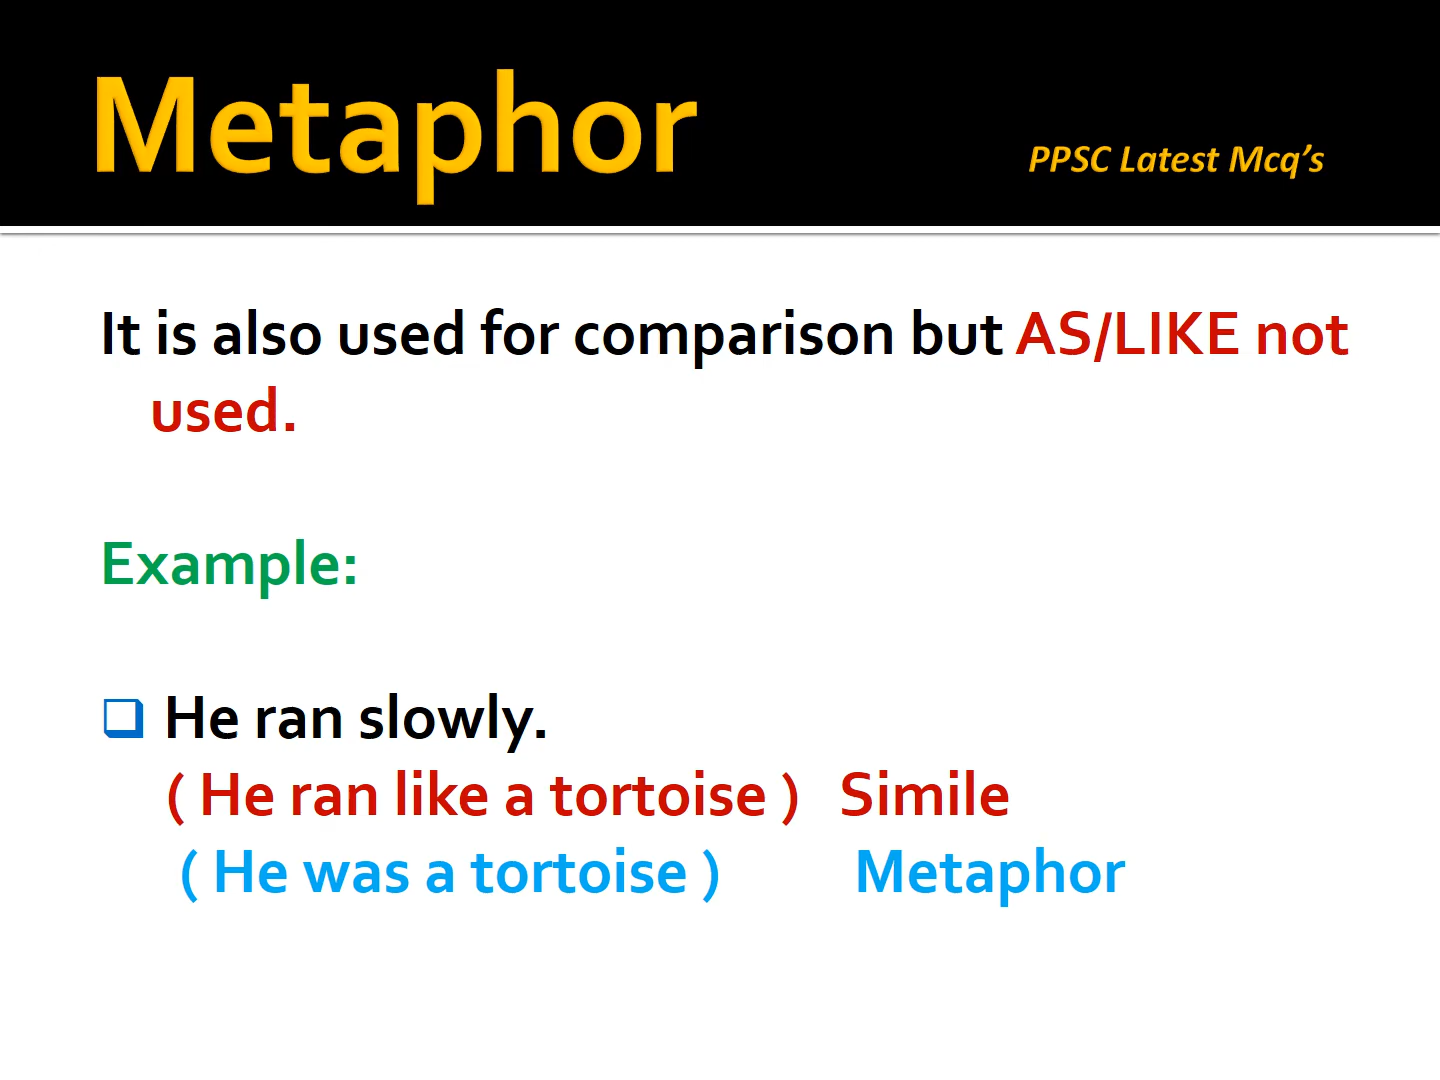 Metaphor
PPSC Latest Mcq's
It is also used for comparison but AS/LIKE not
used.
Example:
He ran slowly.
( He ran like a tortoise ) Simile
( He was a tortoise ) Metaphor